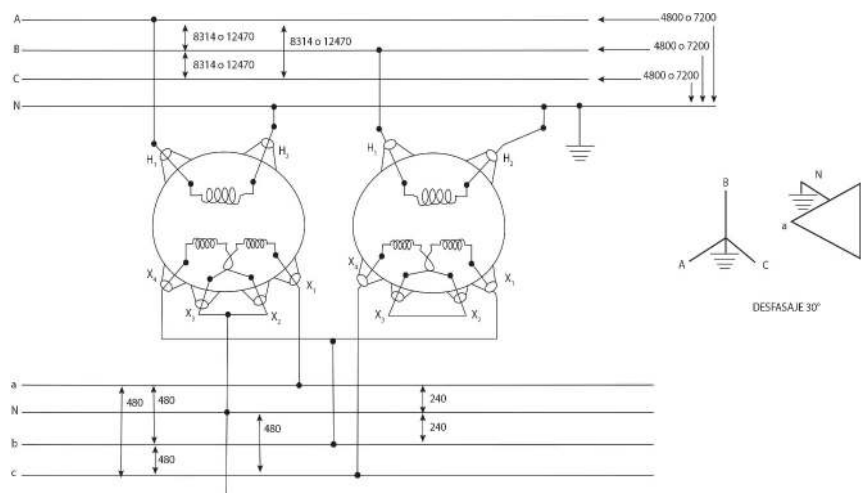 A
B
C
N
8314 o 12470
8314 o 12470
8314 o 12470
4800 o 7200
4800 o 7200
4800 o 7200
H₁
H₂
H₁
H₂
X₄
X₃
X₂
X₁
X₄
X₃
X₂
X₁
B
A
C
N
a
DESFASAJE 30°
a
N
b
c
480
480
480
480
240
240